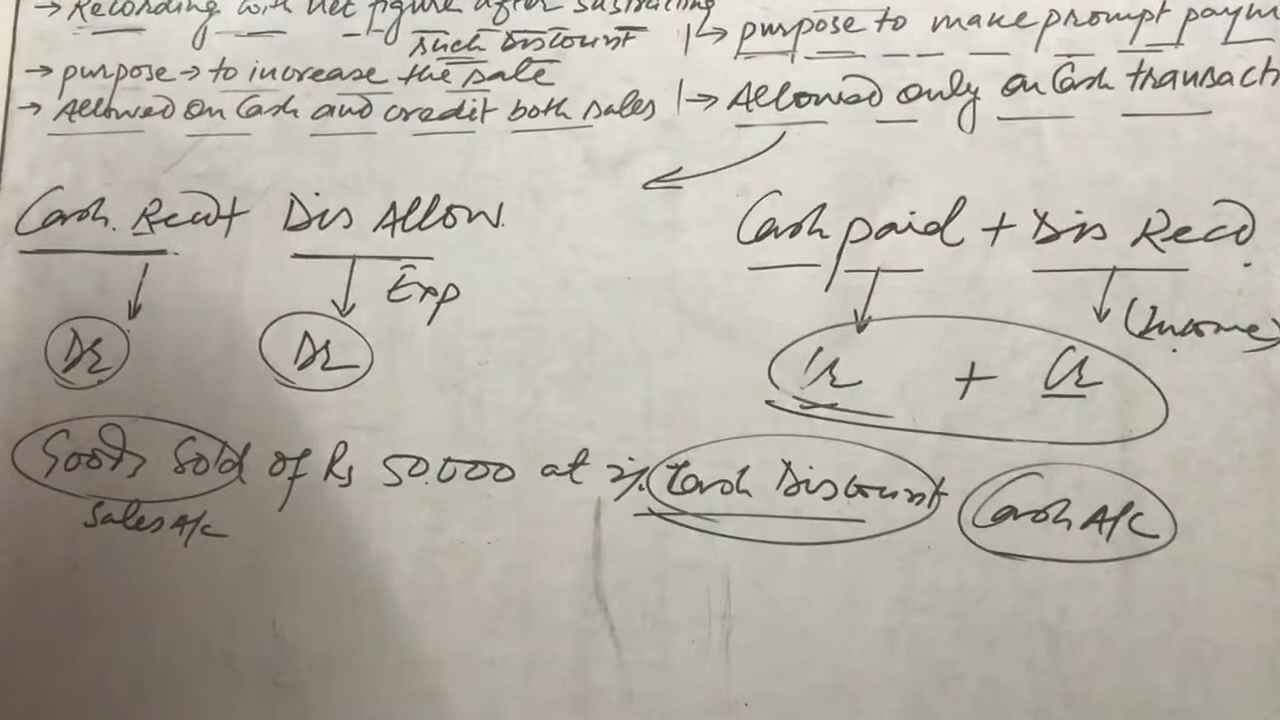 → Recording with net figure after substracting
such Discount
→ purpose → to increase the sale
→ Allowed on Cash and credit both sales
|→ purpose to make prompt paym
|→ Allowed only on Cash transact
Cash Recd + Dis Allow.
Exp
Dr Dr
Cash paid + Dis Recd.
(Income)
Cr + Cr
Goods Sold of Rs 50.000 at 2% Cash Discount Cash A/c
Sales A/c